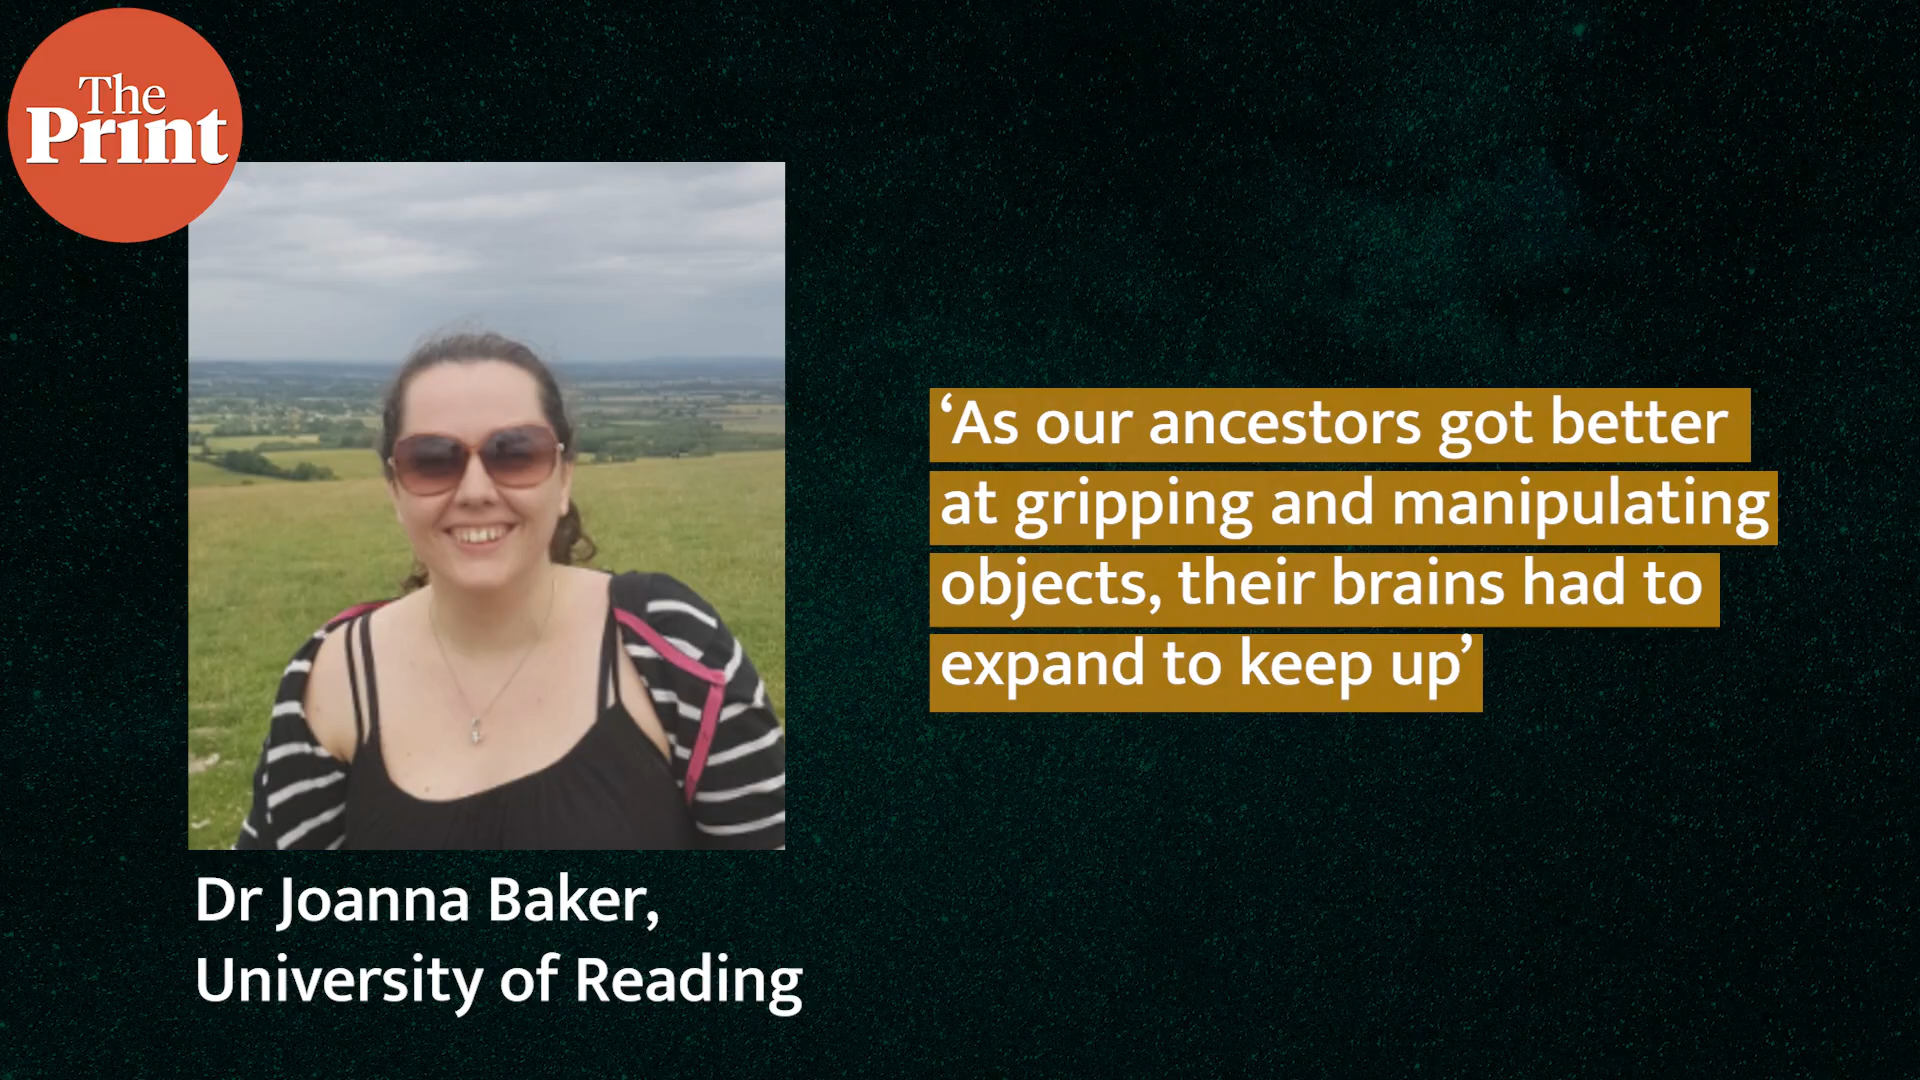 The
Print
‘As our ancestors got better
at gripping and manipulating
objects, their brains had to
expand to keep up’
Dr Joanna Baker,
University of Reading